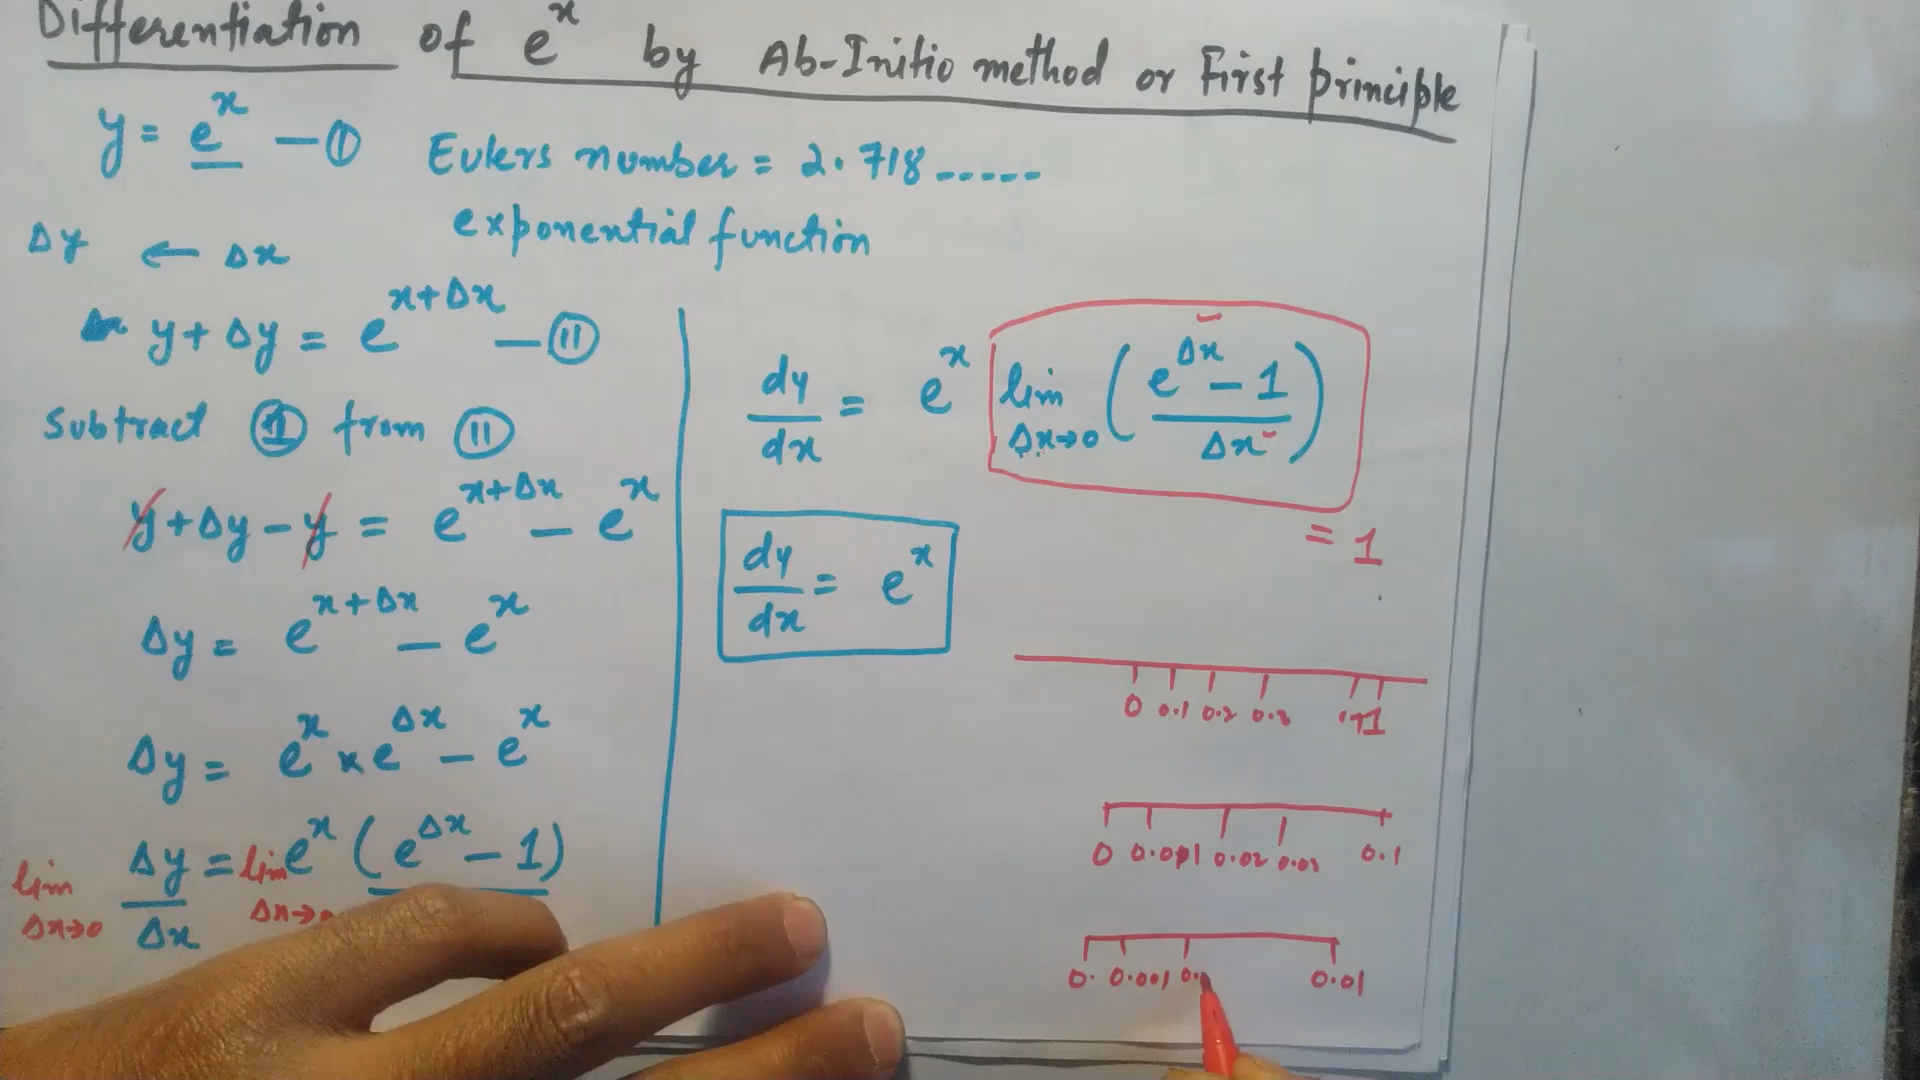 Differentiation of e^x by Ab-Initio method or First principle
y = e^x — ①
Eulers number = 2.718.....
exponential function
Δy ← Δx
y + Δy = e^(x+Δx) — ⑪
Subtract ① from ⑪
y + Δy - y = e^(x+Δx) - e^x
Δy = e^(x+Δx) - e^x
Δy = e^x × e^Δx - e^x
lim Δx→0 Δy/Δx = lim Δx→ e^x (e^Δx - 1)
dy/dx = e^x lim Δx→0 ((e^Δx - 1)/Δx)
= 1
dy/dx = e^x
0 0.1 0.2 0.3 1
0 0.02 0.03 0.1
0. 0.001 0. 0.01